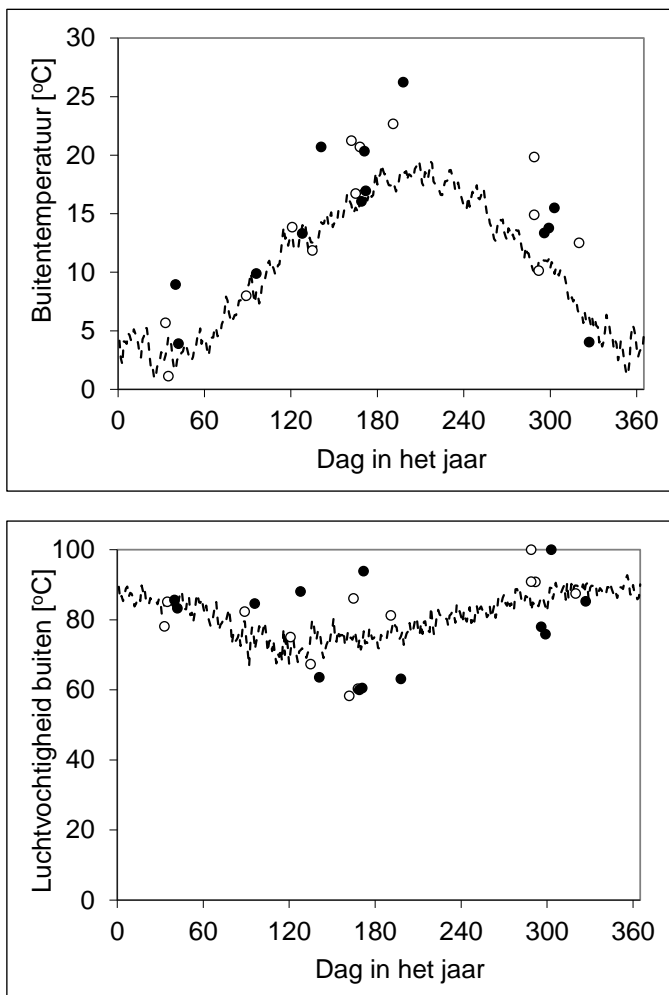 30
25
20
15
10
5
0
Buitentemperatuur [ºC]
0 60 120 180 240 300 360
Dag in het jaar
100
80
60
40
20
0
Luchtvochtigheid buiten [ºC]
0 60 120 180 240 300 360
Dag in het jaar